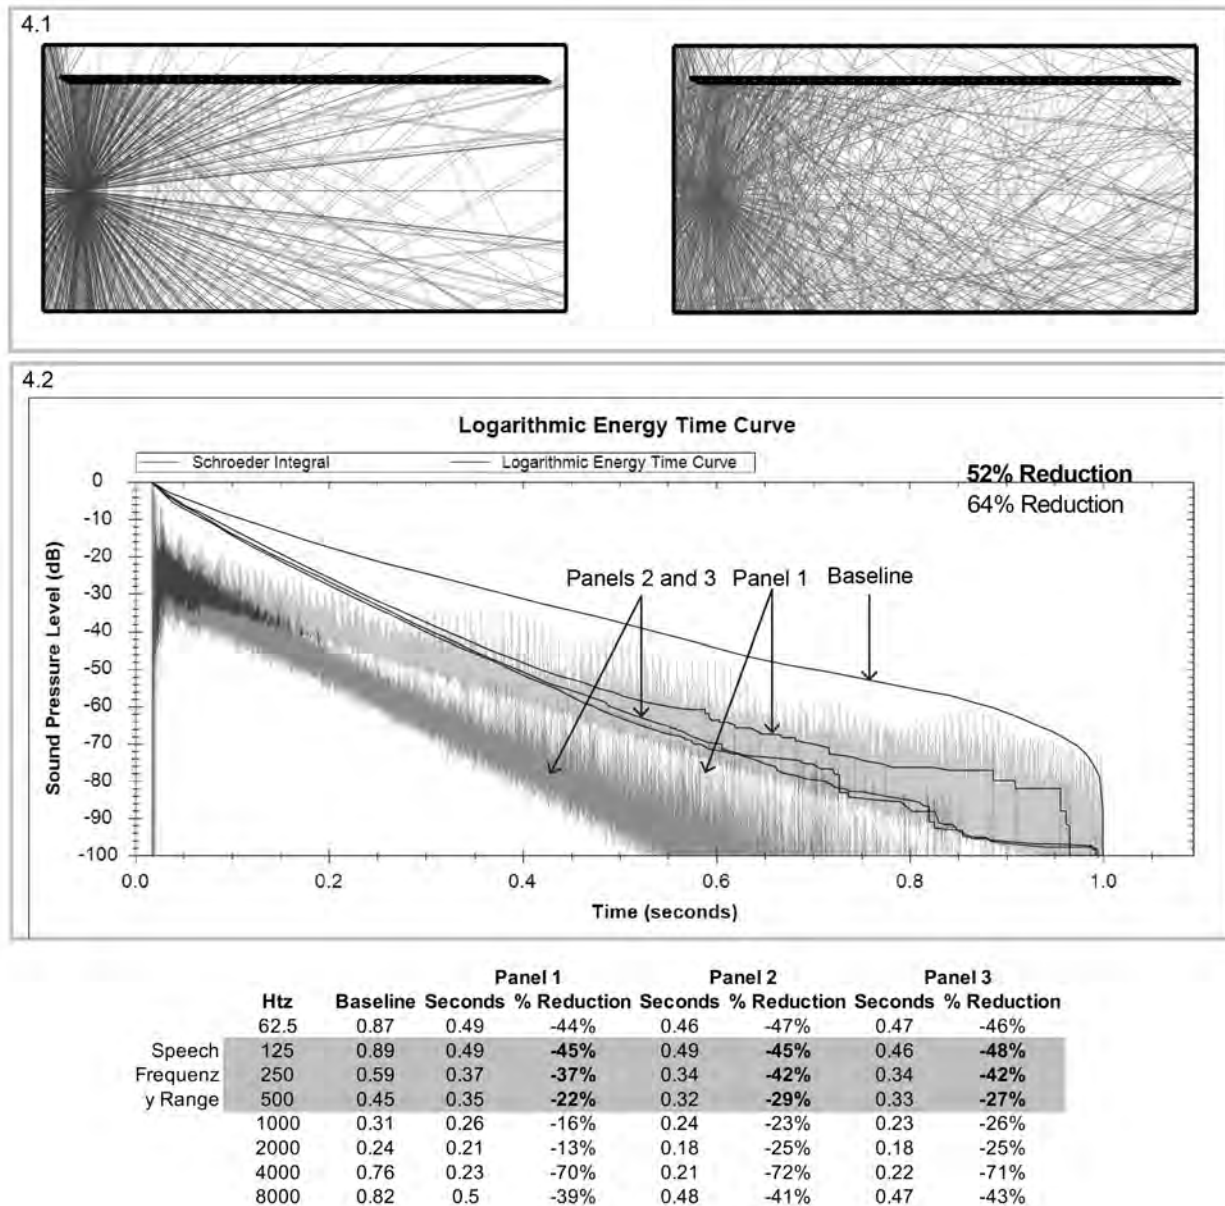 4.1
4.2
Logarithmic Energy Time Curve
Schroeder Integral Logarithmic Energy Time Curve
52% Reduction
64% Reduction
Panels 2 and 3 Panel 1 Baseline
Sound Pressure Level (dB)
0
-10
-20
-30
-40
-50
-60
-70
-80
-90
-100
0.0 0.2 0.4 0.6 0.8 1.0
Time (seconds)
Panel 1 Panel 2 Panel 3
Htz Baseline Seconds % Reduction Seconds % Reduction Seconds % Reduction
62.5 0.87 0.49 -44% 0.46 -47% 0.47 -46%
Speech 125 0.89 0.49 -45% 0.49 -45% 0.46 -48%
Frequenz 250 0.59 0.37 -37% 0.34 -42% 0.34 -42%
y Range 500 0.45 0.35 -22% 0.32 -29% 0.33 -27%
1000 0.31 0.26 -16% 0.24 -23% 0.23 -26%
2000 0.24 0.21 -13% 0.18 -25% 0.18 -25%
4000 0.76 0.23 -70% 0.21 -72% 0.22 -71%
8000 0.82 0.5 -39% 0.48 -41% 0.47 -43%